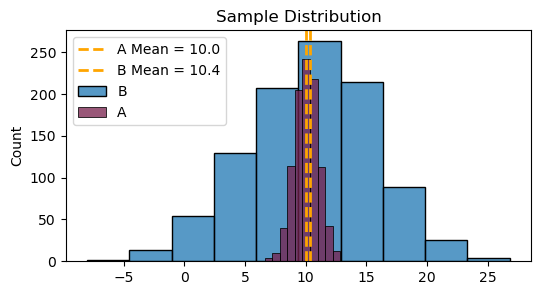 Sample Distribution
A Mean = 10.0
B Mean = 10.4
B
A
Count
250
200
150
100
50
0
−5 0 5 10 15 20 25